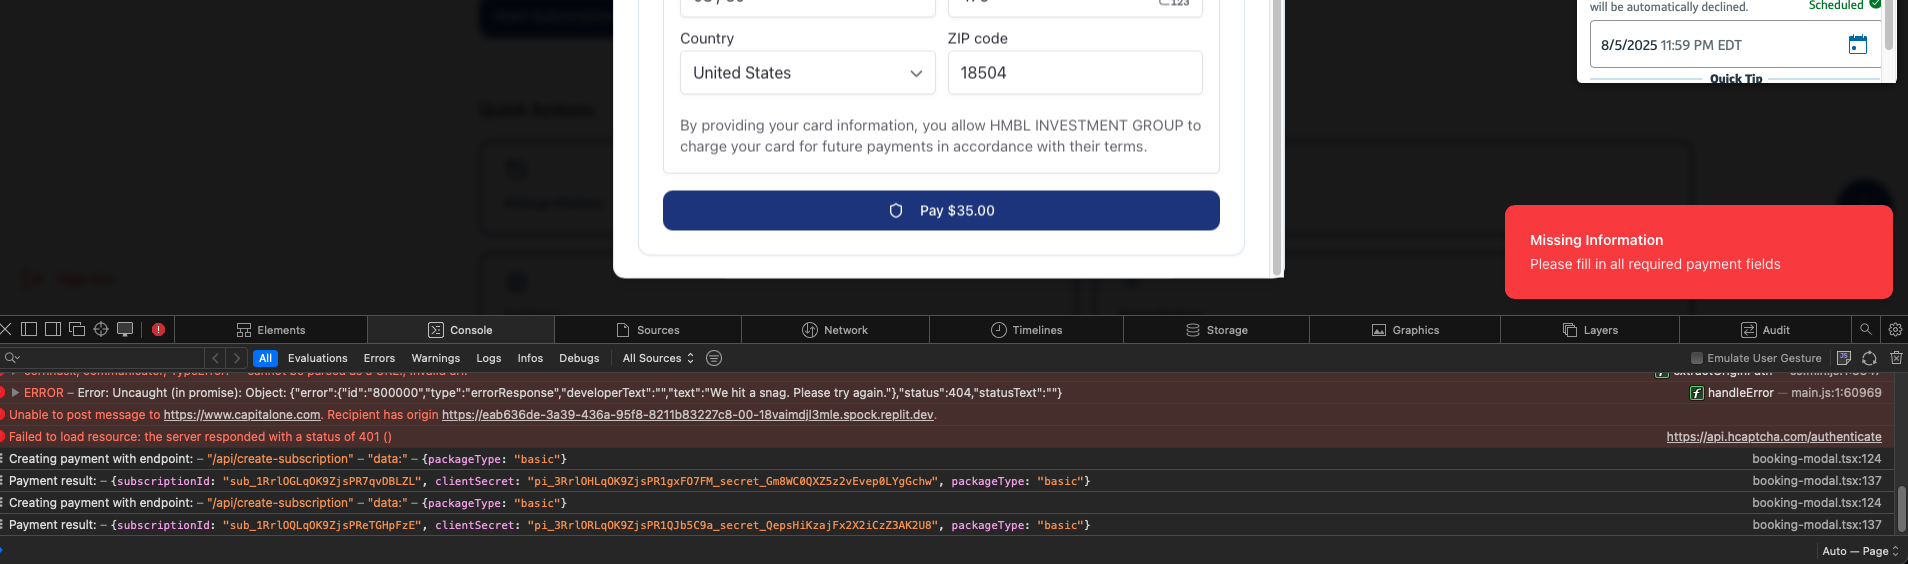 will be automatically declined.
Scheduled
8/5/2025 11:59 PM EDT
Quick Tip
Country
ZIP code
United States
18504
By providing your card information, you allow HMBL INVESTMENT GROUP to
charge your card for future payments in accordance with their terms.
Pay $35.00
Missing Information
Please fill in all required payment fields
Elements
Console
Sources
Network
Timelines
Storage
Graphics
Layers
Audit
All
Evaluations
Errors
Warnings
Logs
Infos
Debugs
All Sources
Emulate User Gesture
ERROR – Error: Uncaught (in promise): Object: {"error":{"id":"800000","type":"errorResponse","developerText":"","text":"We hit a snag. Please try again."},"status":404,"statusText":""}
handleError — main.js:1:60969
Unable to post message to https://www.capitalone.com. Recipient has origin https://eab636de-3a39-436a-95f8-8211b83227c8-00-18vaimdjl3mle.spock.replit.dev.
Failed to load resource: the server responded with a status of 401 ()
https://api.hcaptcha.com/authenticate
Creating payment with endpoint: – "/api/create-subscription" – "data:" – {packageType: "basic"}
booking-modal.tsx:124
Payment result: – {subscriptionId: "sub_1RrlOGLqOK9ZjsPR7qvDBLZL", clientSecret: "pi_3RrlOHLqOK9ZjsPR1gxFO7FM_secret_Gm8WC0QXZ5z2vEvep0LYgGchw", packageType: "basic"}
booking-modal.tsx:137
Creating payment with endpoint: – "/api/create-subscription" – "data:" – {packageType: "basic"}
booking-modal.tsx:124
Payment result: – {subscriptionId: "sub_1RrlOQLqOK9ZjsPReTGHpFzE", clientSecret: "pi_3RrlORLqOK9ZjsPR1QJb5C9a_secret_QepsHiKzajFx2X2iCzZ3AK2U8", packageType: "basic"}
booking-modal.tsx:137
Auto — Page